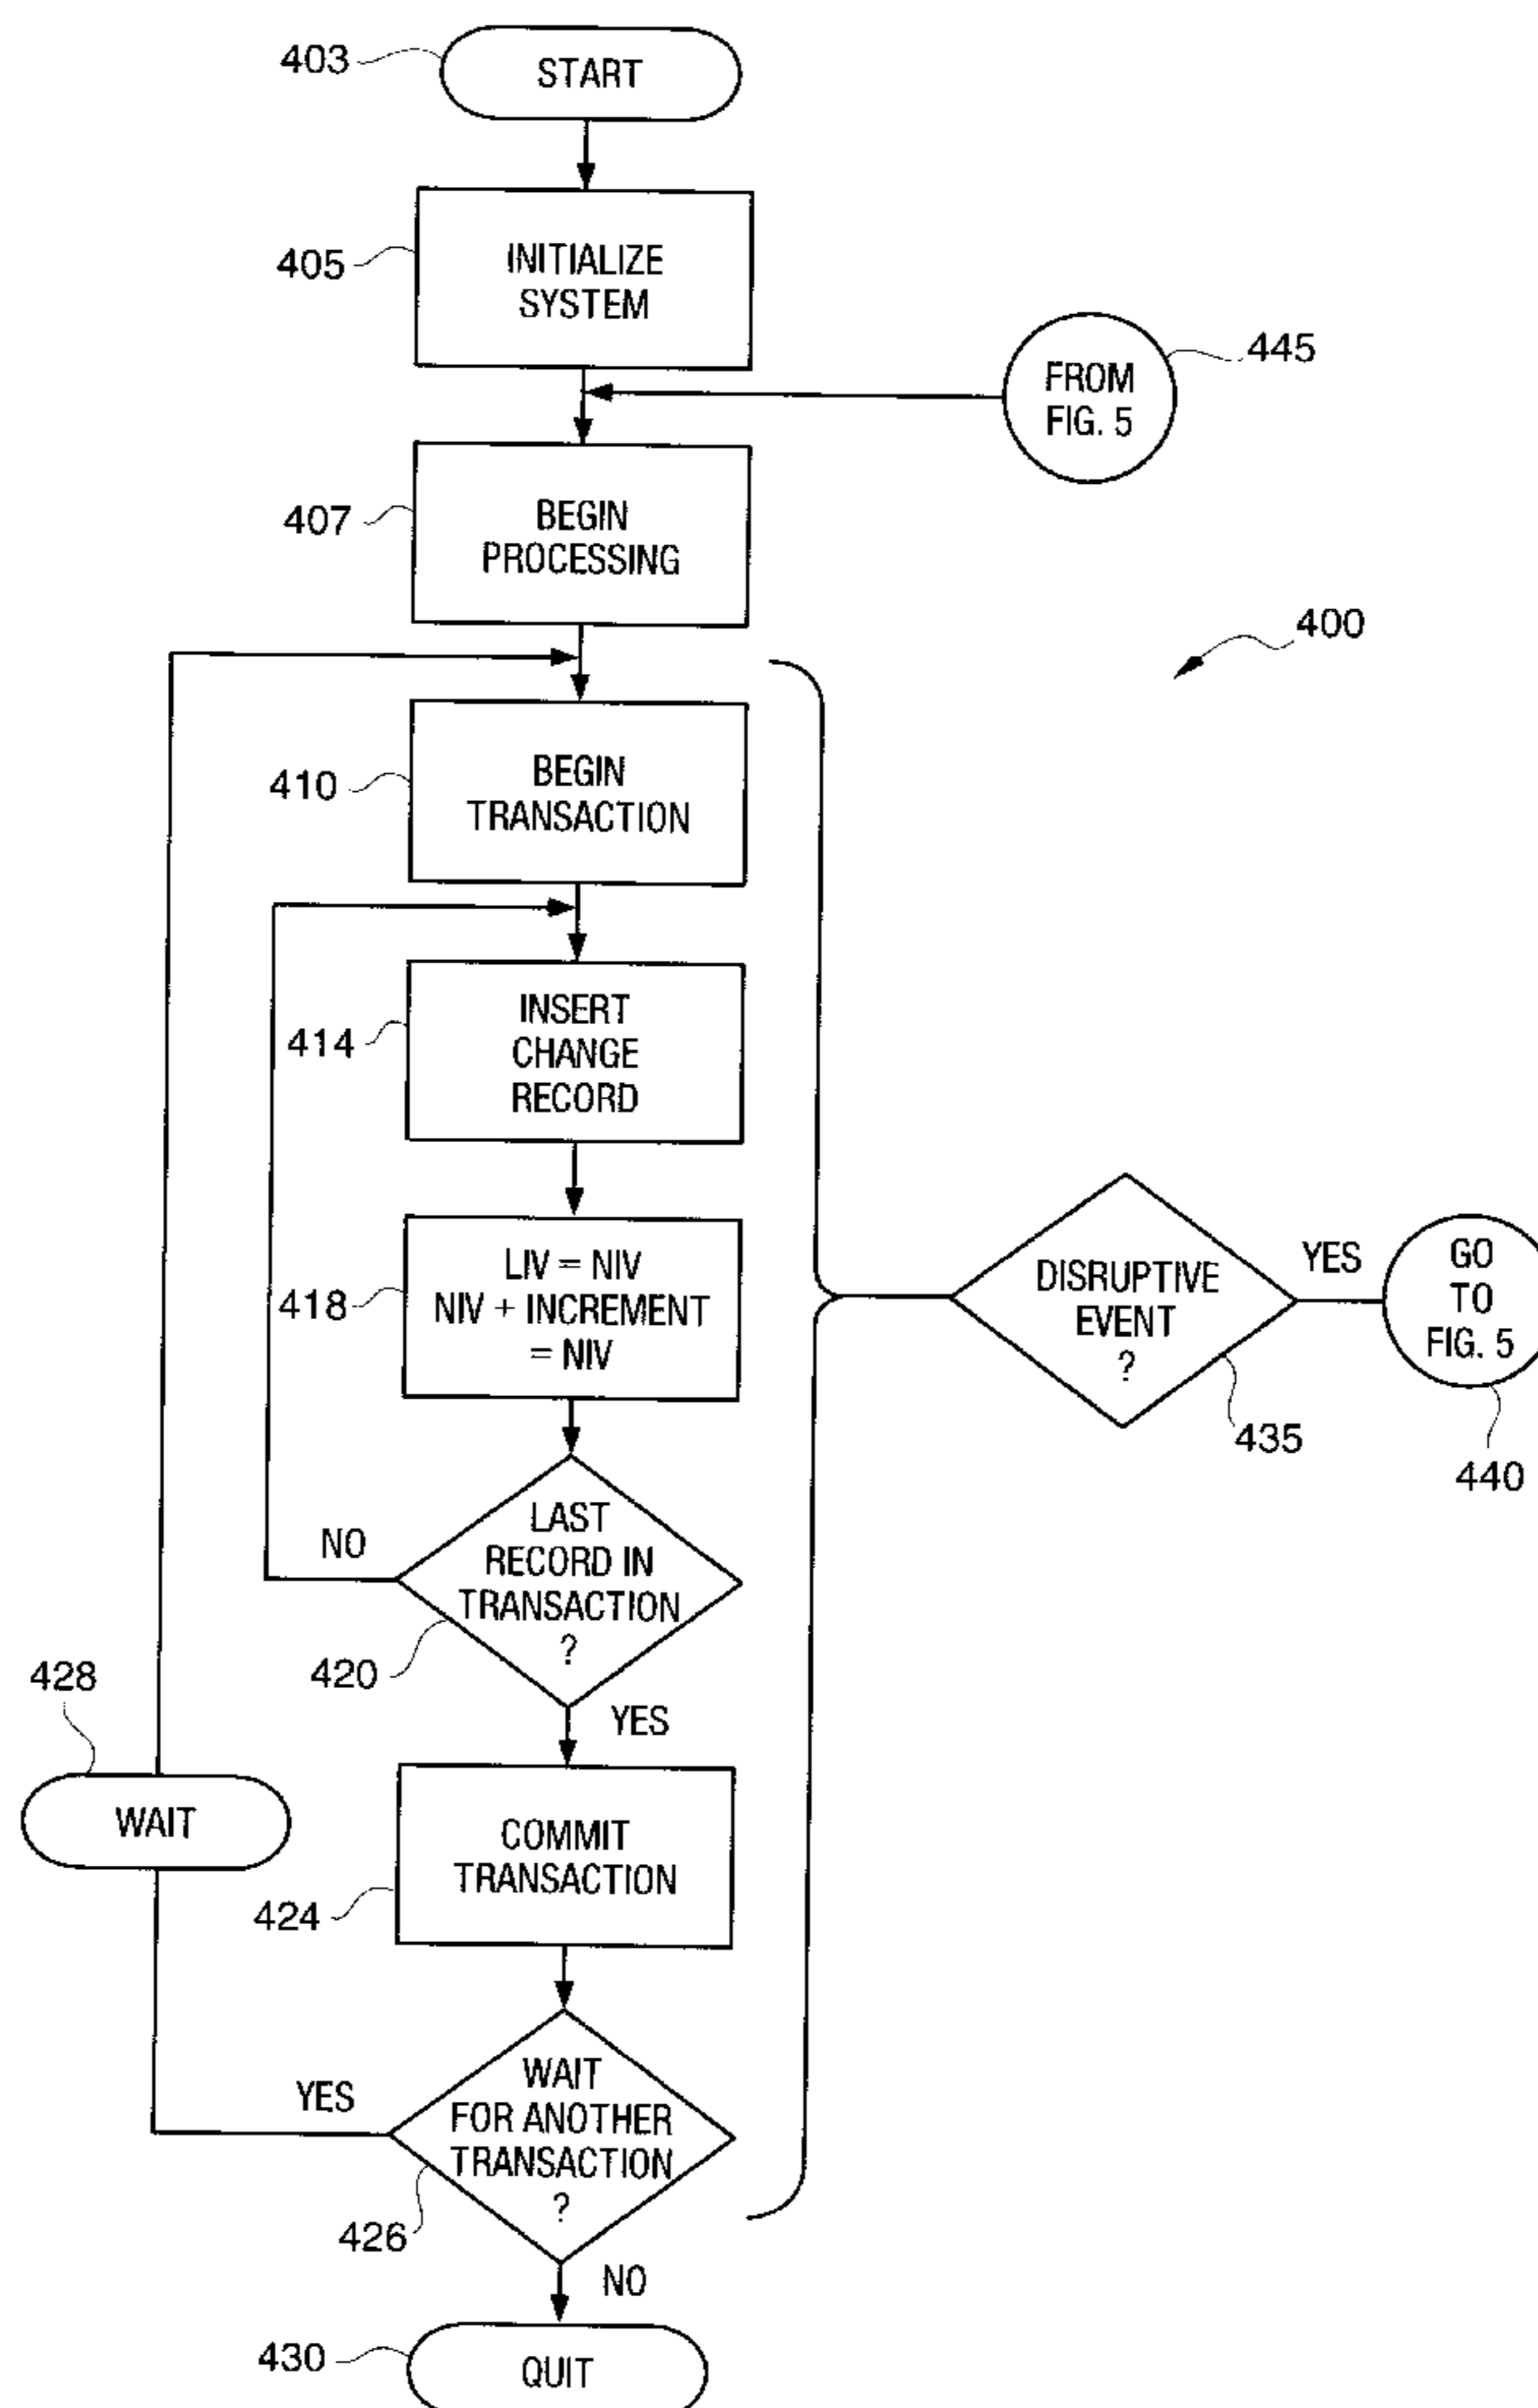 403
START
405
INITIALIZE
SYSTEM
445
FROM
FIG. 5
407
BEGIN
PROCESSING
400
410
BEGIN
TRANSACTION
414
INSERT
CHANGE
RECORD
418
LIV = NIV
NIV + INCREMENT
= NIV
DISRUPTIVE
EVENT
?
435
YES
GO
TO
FIG. 5
440
LAST
RECORD IN
TRANSACTION
?
NO
420
YES
428
WAIT
COMMIT
TRANSACTION
424
WAIT
FOR ANOTHER
TRANSACTION
?
YES
426
NO
430
QUIT